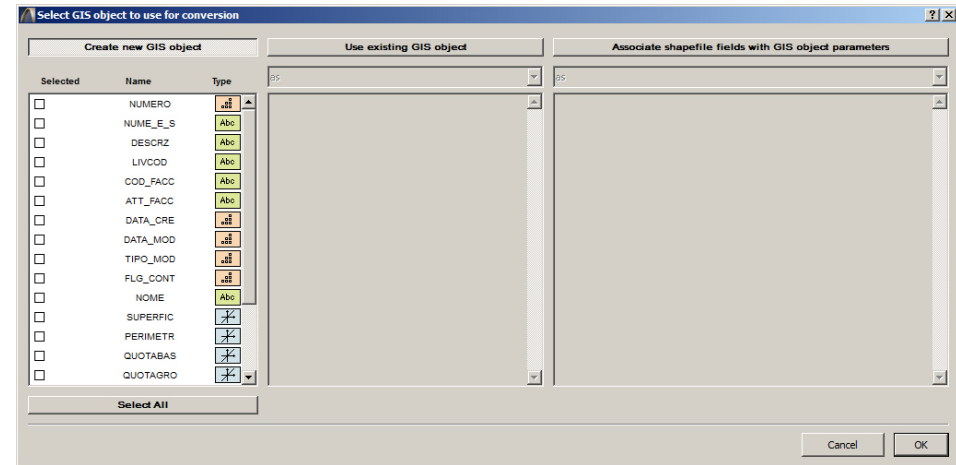 Select GIS object to use for conversion
Create new GIS object
Use existing GIS object
Associate shapefile fields with GIS object parameters
Selected Name Type
as
as
NUMERO
NUME_E_S Abc
DESCRZ Abc
LIVCOD Abc
COD_FACC Abc
ATT_FACC Abc
DATA_CRE
DATA_MOD
TIPO_MOD
FLG_CONT
NOME Abc
SUPERFIC
PERIMETR
QUOTABAS
QUOTAGRO
Select All
Cancel OK